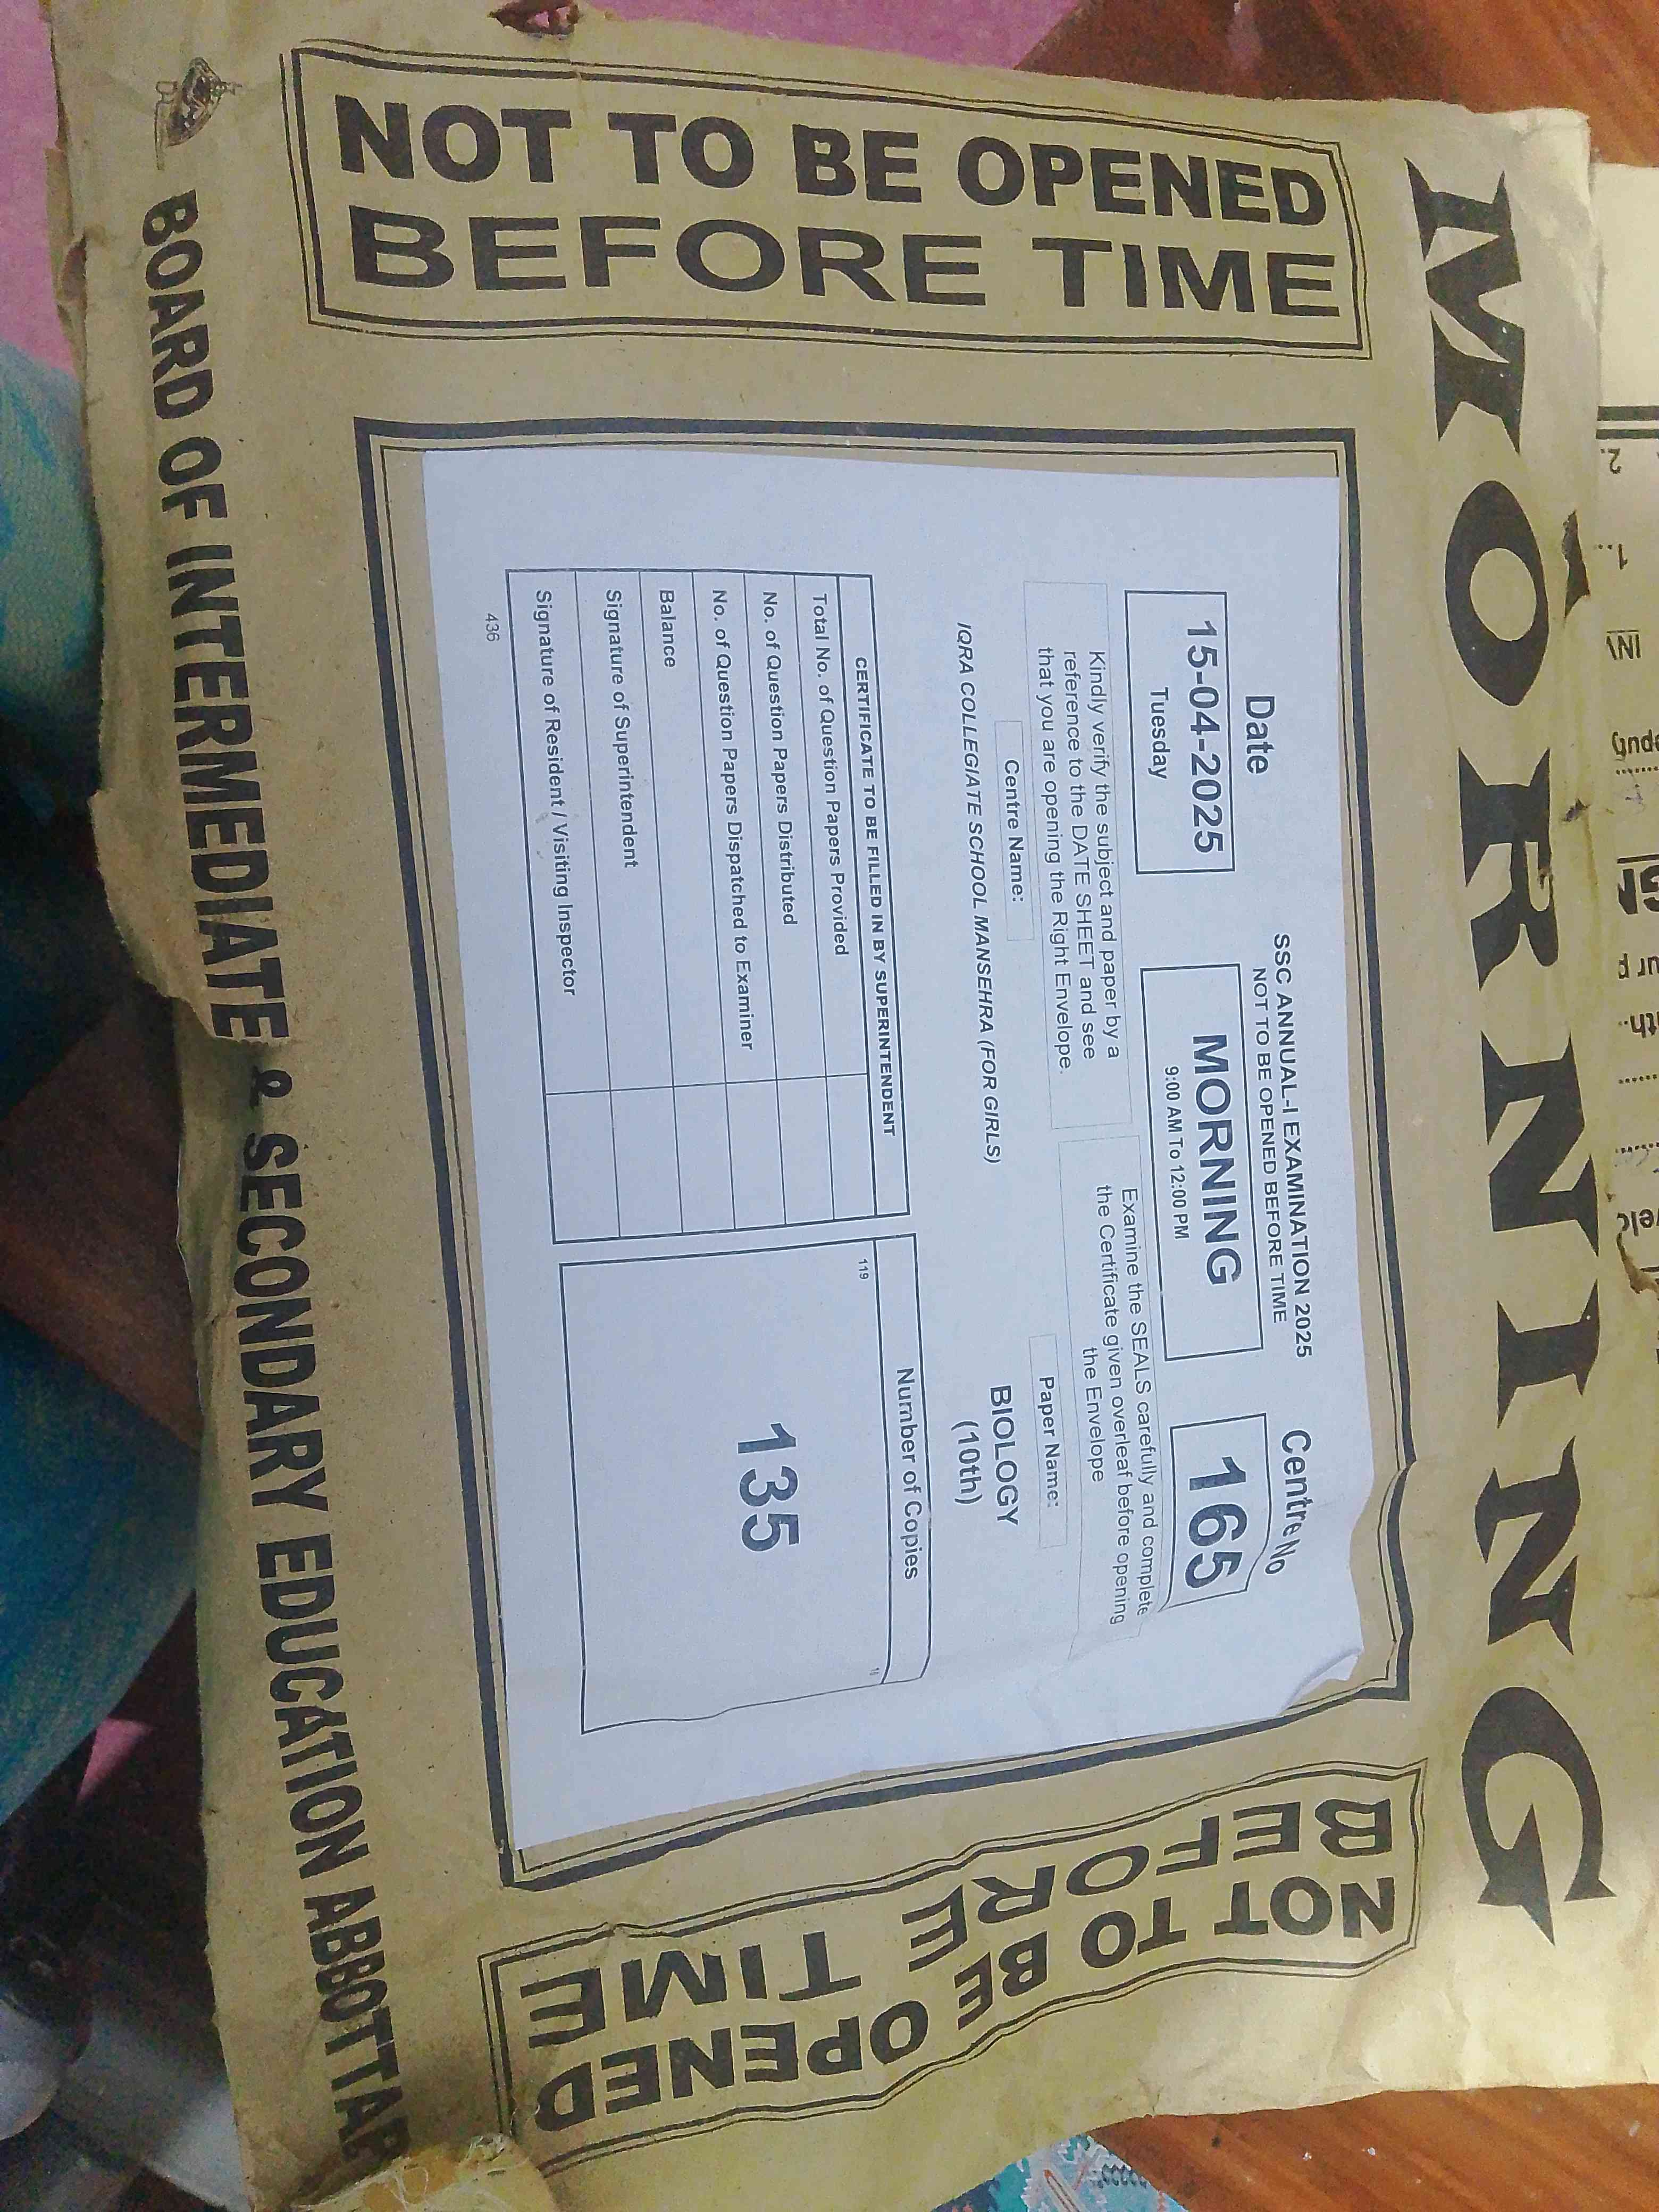 MORNING
NOT TO BE OPENED
BEFORE TIME
SSC ANNUAL-I EXAMINATION 2025
NOT TO BE OPENED BEFORE TIME
Date
15-04-2025
Tuesday
MORNING
9:00 AM To 12:00 PM
Centre No
165
Kindly verify the subject and paper by a
reference to the DATE SHEET and see
that you are opening the Right Envelope.
Examine the SEALS carefully and complete
the Certificate given overleaf before opening
the Envelope
Centre Name:
IQRA COLLEGIATE SCHOOL MANSEHRA (FOR GIRLS)
Paper Name:
BIOLOGY
(10th)
CERTIFICATE TO BE FILLED IN BY SUPERINTENDENT
Total No. of Question Papers Provided
No. of Question Papers Distributed
No. of Question Papers Dispatched to Examiner
Balance
Signature of Superintendent
Signature of Resident / Visiting Inspector
436
Number of Copies
119
11
135
NOT TO BE OPENED
BEFORE TIME
BOARD OF INTERMEDIATE & SECONDARY EDUCATION ABBOTTAB